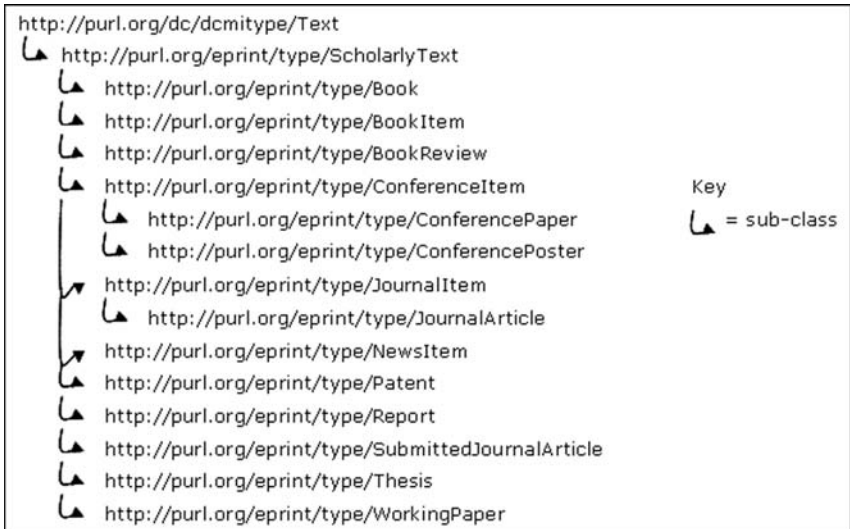 http://purl.org/dc/dcmitype/Text
http://purl.org/eprint/type/ScholarlyText
http://purl.org/eprint/type/Book
http://purl.org/eprint/type/BookItem
http://purl.org/eprint/type/BookReview
http://purl.org/eprint/type/ConferenceItem
Key
http://purl.org/eprint/type/ConferencePaper
= sub-class
http://purl.org/eprint/type/ConferencePoster
http://purl.org/eprint/type/JournalItem
http://purl.org/eprint/type/JournalArticle
http://purl.org/eprint/type/NewsItem
http://purl.org/eprint/type/Patent
http://purl.org/eprint/type/Report
http://purl.org/eprint/type/SubmittedJournalArticle
http://purl.org/eprint/type/Thesis
http://purl.org/eprint/type/WorkingPaper